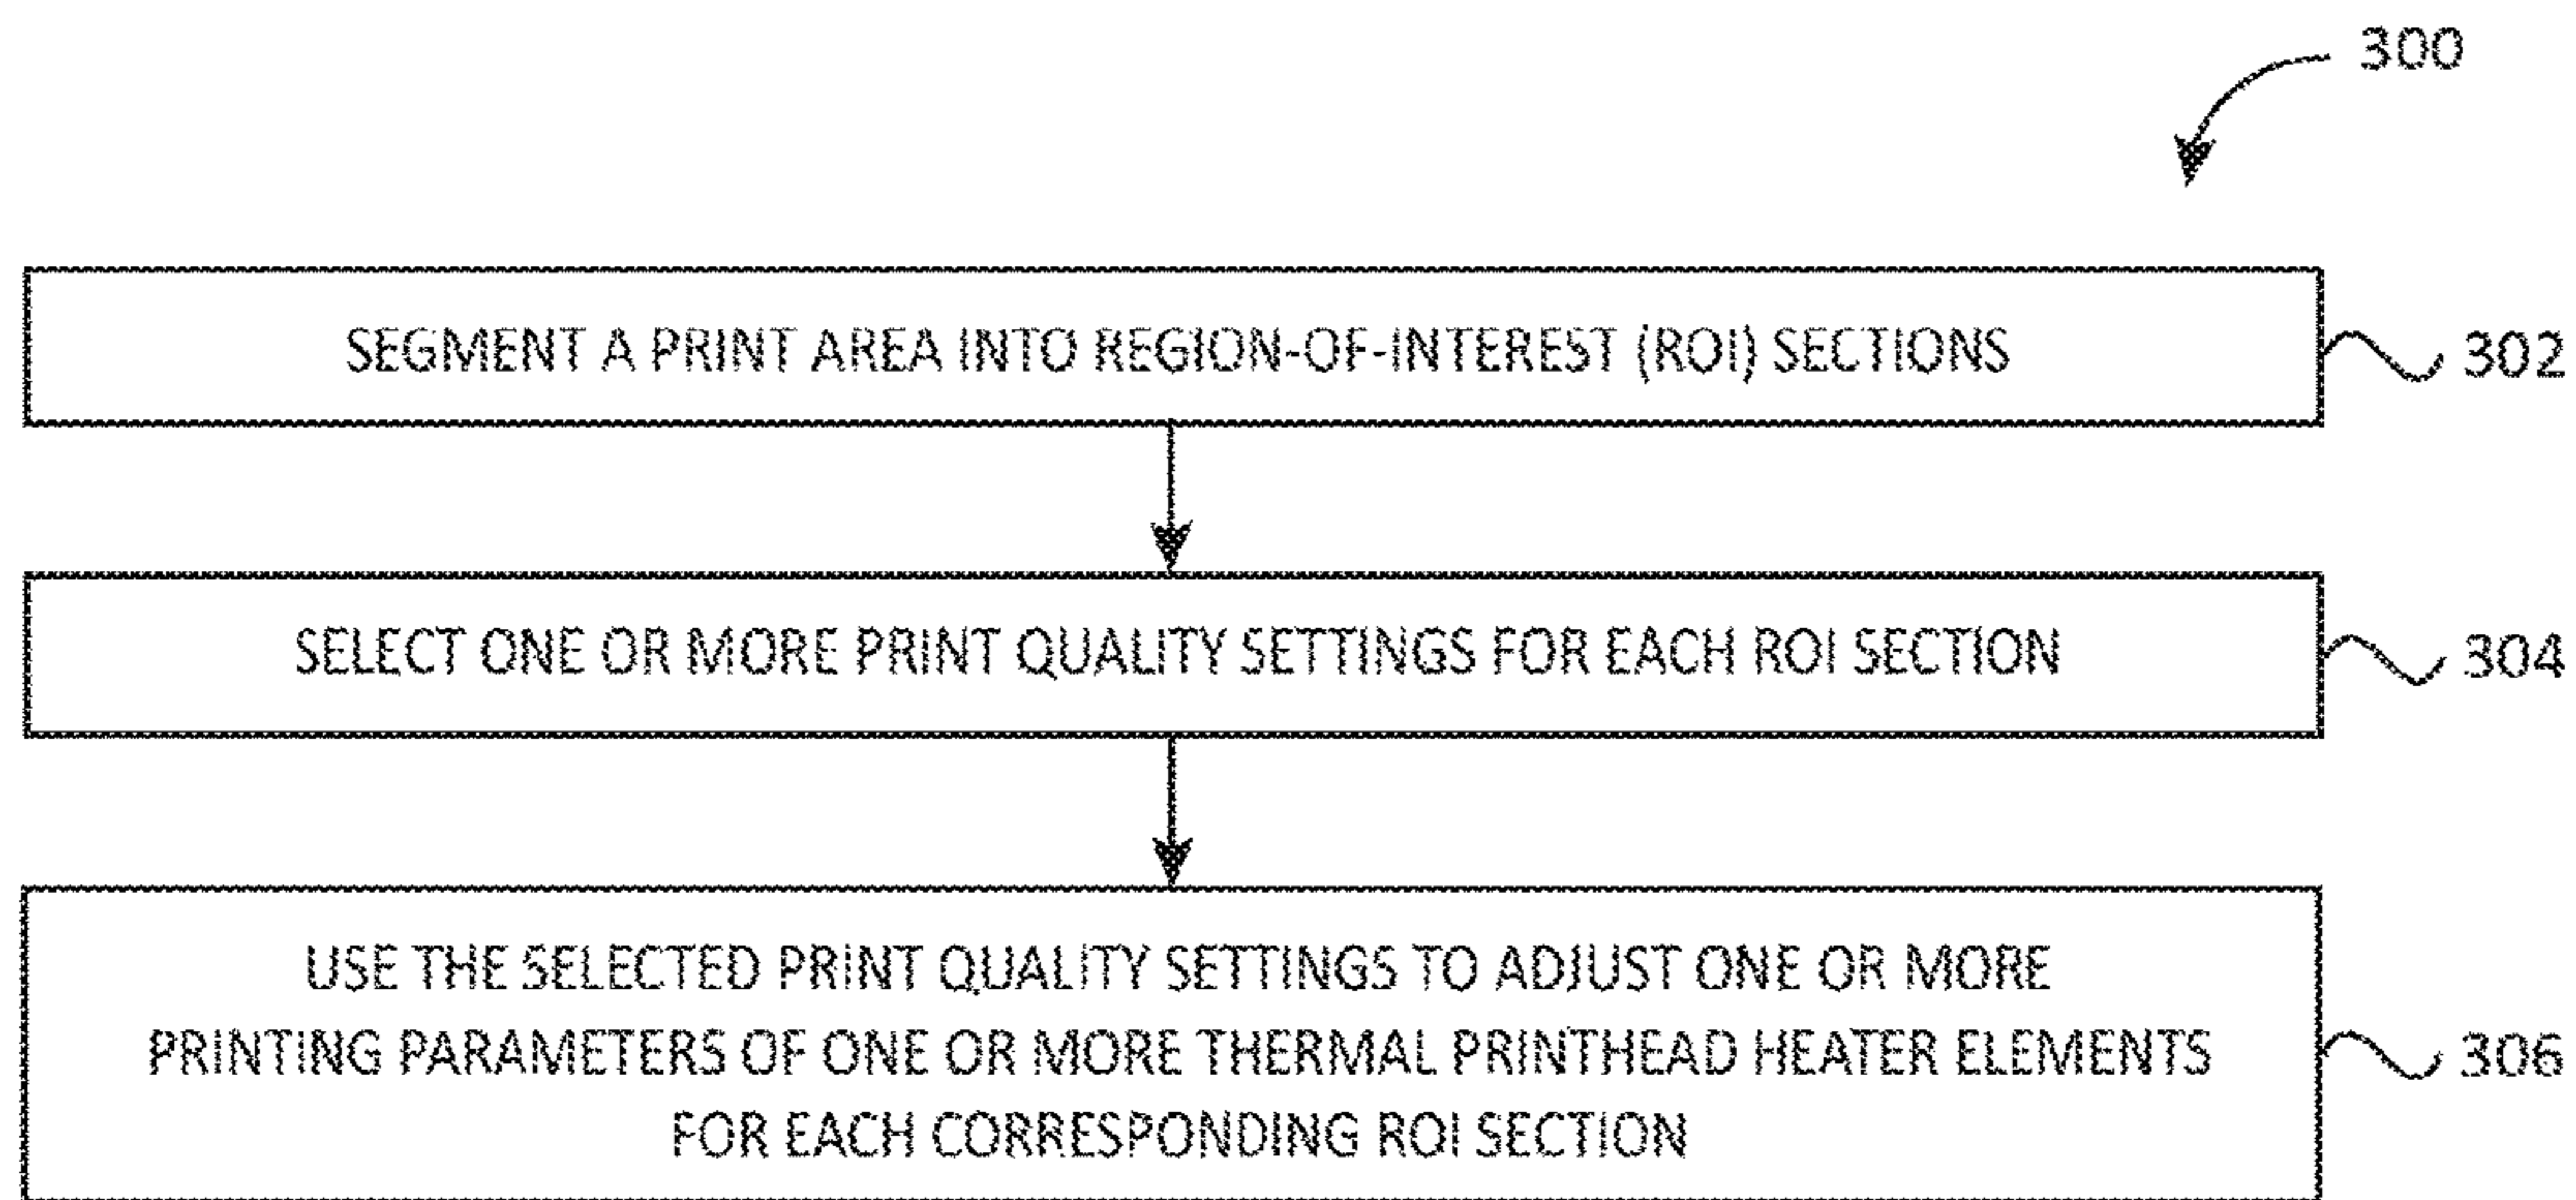 300
SEGMENT A PRINT AREA INTO REGION-OF-INTEREST (ROI) SECTIONS
302
SELECT ONE OR MORE PRINT QUALITY SETTINGS FOR EACH ROI SECTION
304
USE THE SELECTED PRINT QUALITY SETTINGS TO ADJUST ONE OR MORE
PRINTING PARAMETERS OF ONE OR MORE THERMAL PRINTHEAD HEATER ELEMENTS
306
FOR EACH CORRESPONDING ROI SECTION